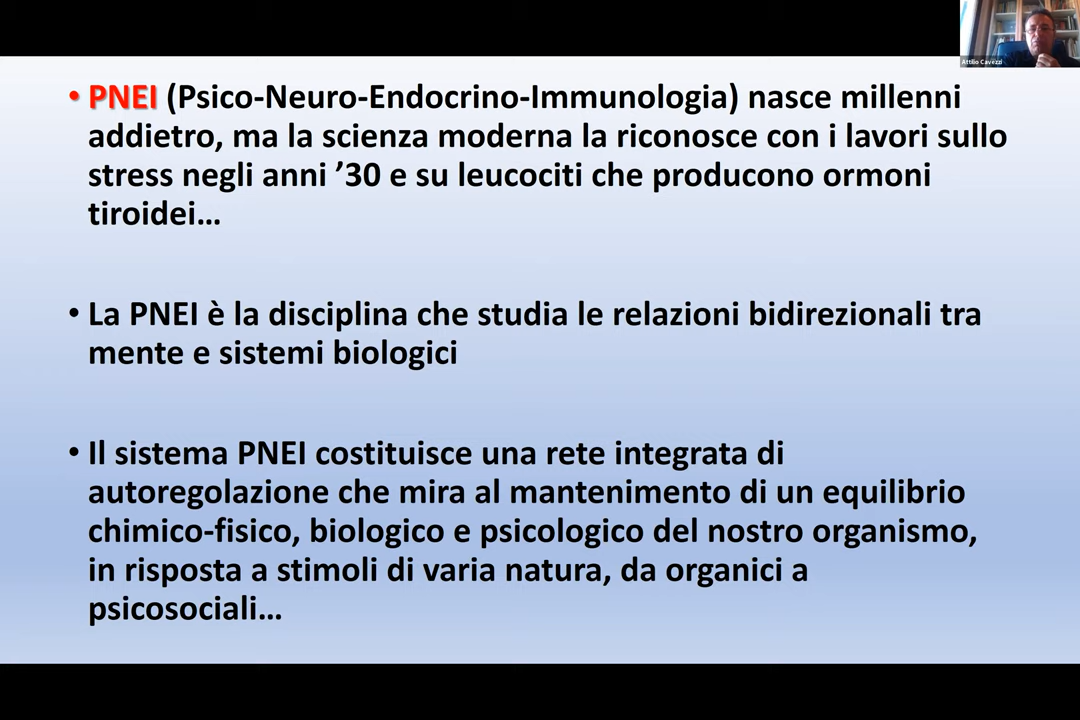 Attilio Cavezzi
• PNEI (Psico-Neuro-Endocrino-Immunologia) nasce millenni
addietro, ma la scienza moderna la riconosce con i lavori sullo
stress negli anni ’30 e su leucociti che producono ormoni
tiroidei…
• La PNEI è la disciplina che studia le relazioni bidirezionali tra
mente e sistemi biologici
• Il sistema PNEI costituisce una rete integrata di
autoregolazione che mira al mantenimento di un equilibrio
chimico-fisico, biologico e psicologico del nostro organismo,
in risposta a stimoli di varia natura, da organici a
psicosociali…